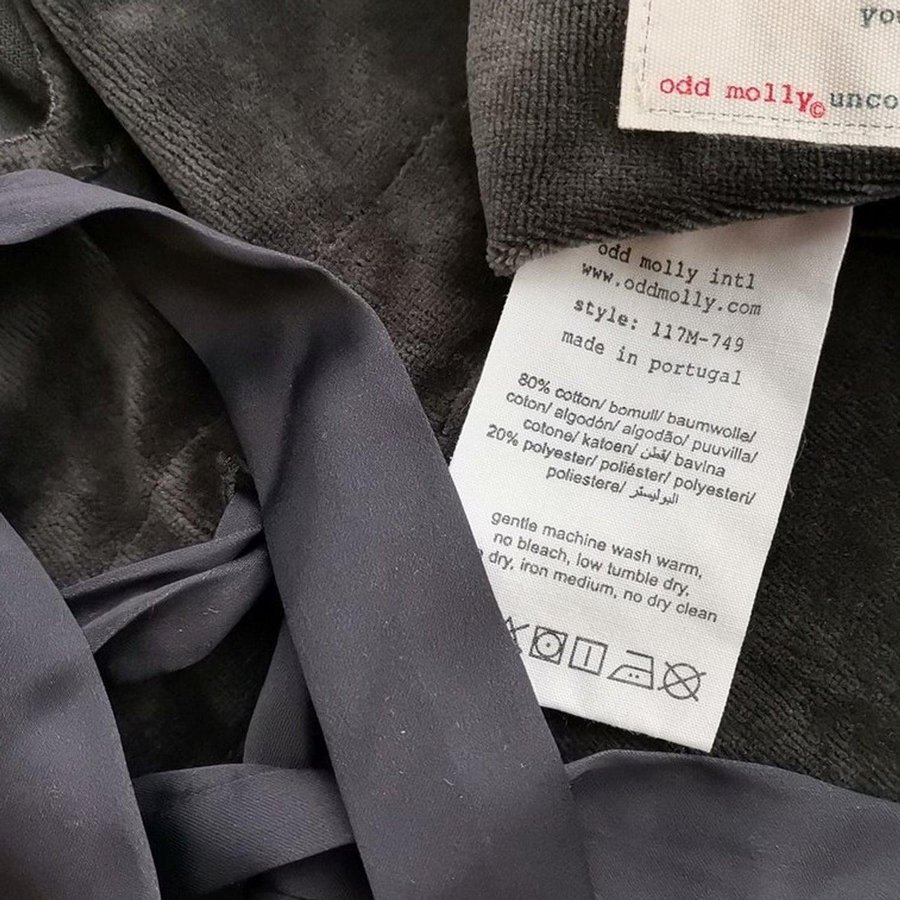 you
odd molly© unco
odd molly intl
www.oddmolly.com
style: 117M-749
made in portugal
80% cotton/ bomull/ baumwolle/
coton/ algodón/ algodão/ puuvilla/
cotone/ katoen/ قطن/ bavlna
20% polyester/ poliéster/ polyesteri/
poliestere/ البوليستر
gentle machine wash warm,
no bleach, low tumble dry,
dry, iron medium, no dry clean